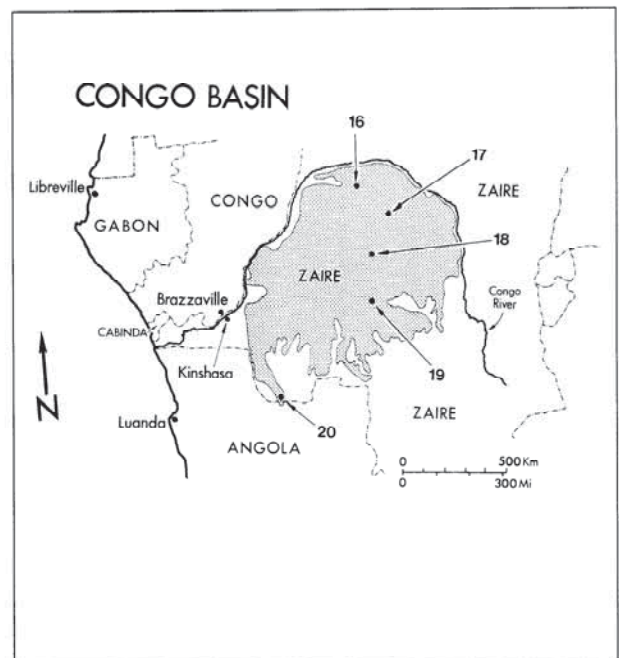 CONGO BASIN
16
17
Libreville
CONGO
ZAIRE
GABON
18
ZAIRE
Brazzaville
Congo
River
CABINDA
Kinshasa
19
N
ZAIRE
Luanda
20
ANGOLA
0 500 Km
0 300 Mi